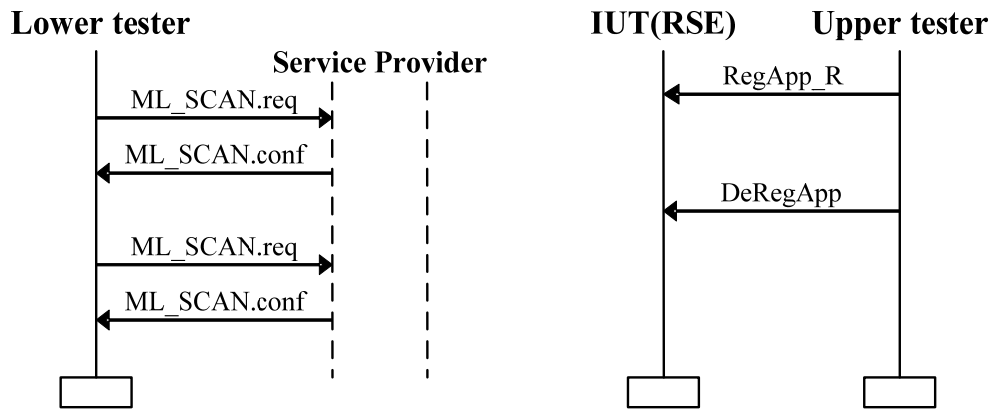 Lower tester
IUT(RSE)
Upper tester
Service Provider
RegApp_R
ML_SCAN.req
ML_SCAN.conf
DeRegApp
ML_SCAN.req
ML_SCAN.conf